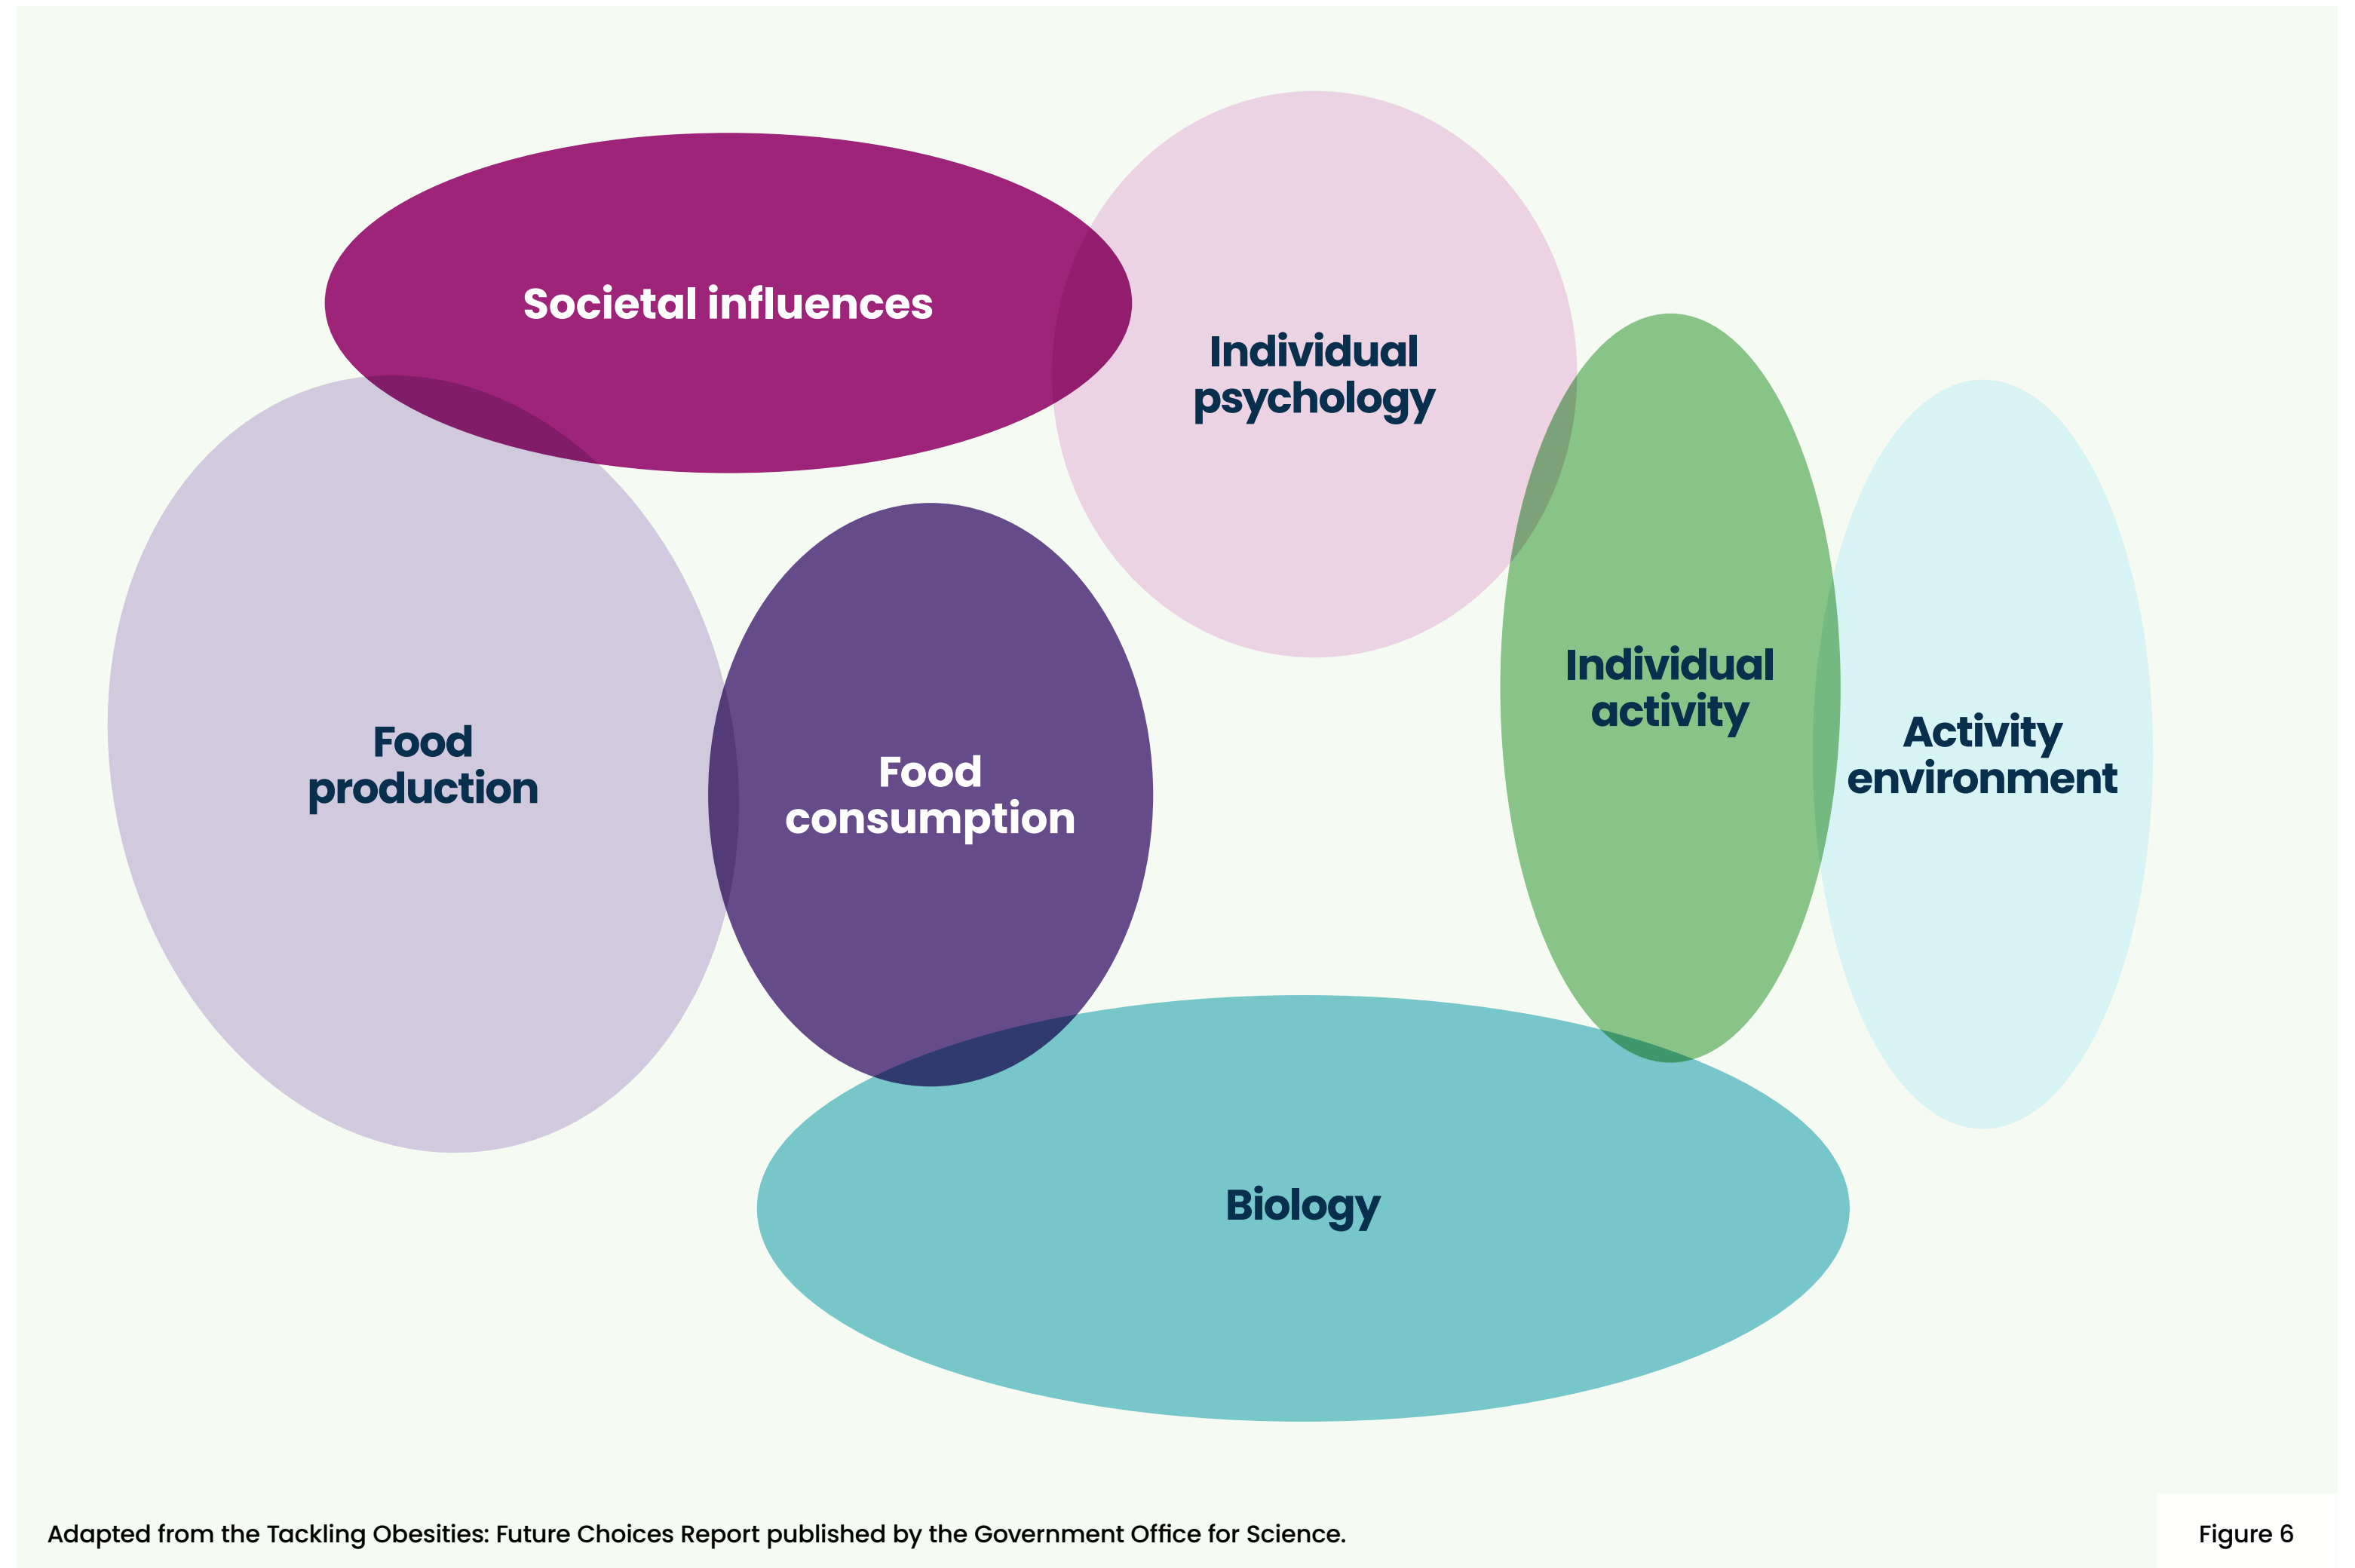 Societal influences
Individual
psychology
Individual
activity
Activity
environment
Food
production
Food
consumption
Biology
Adapted from the Tackling Obesities: Future Choices Report published by the Government Office for Science.
Figure 6